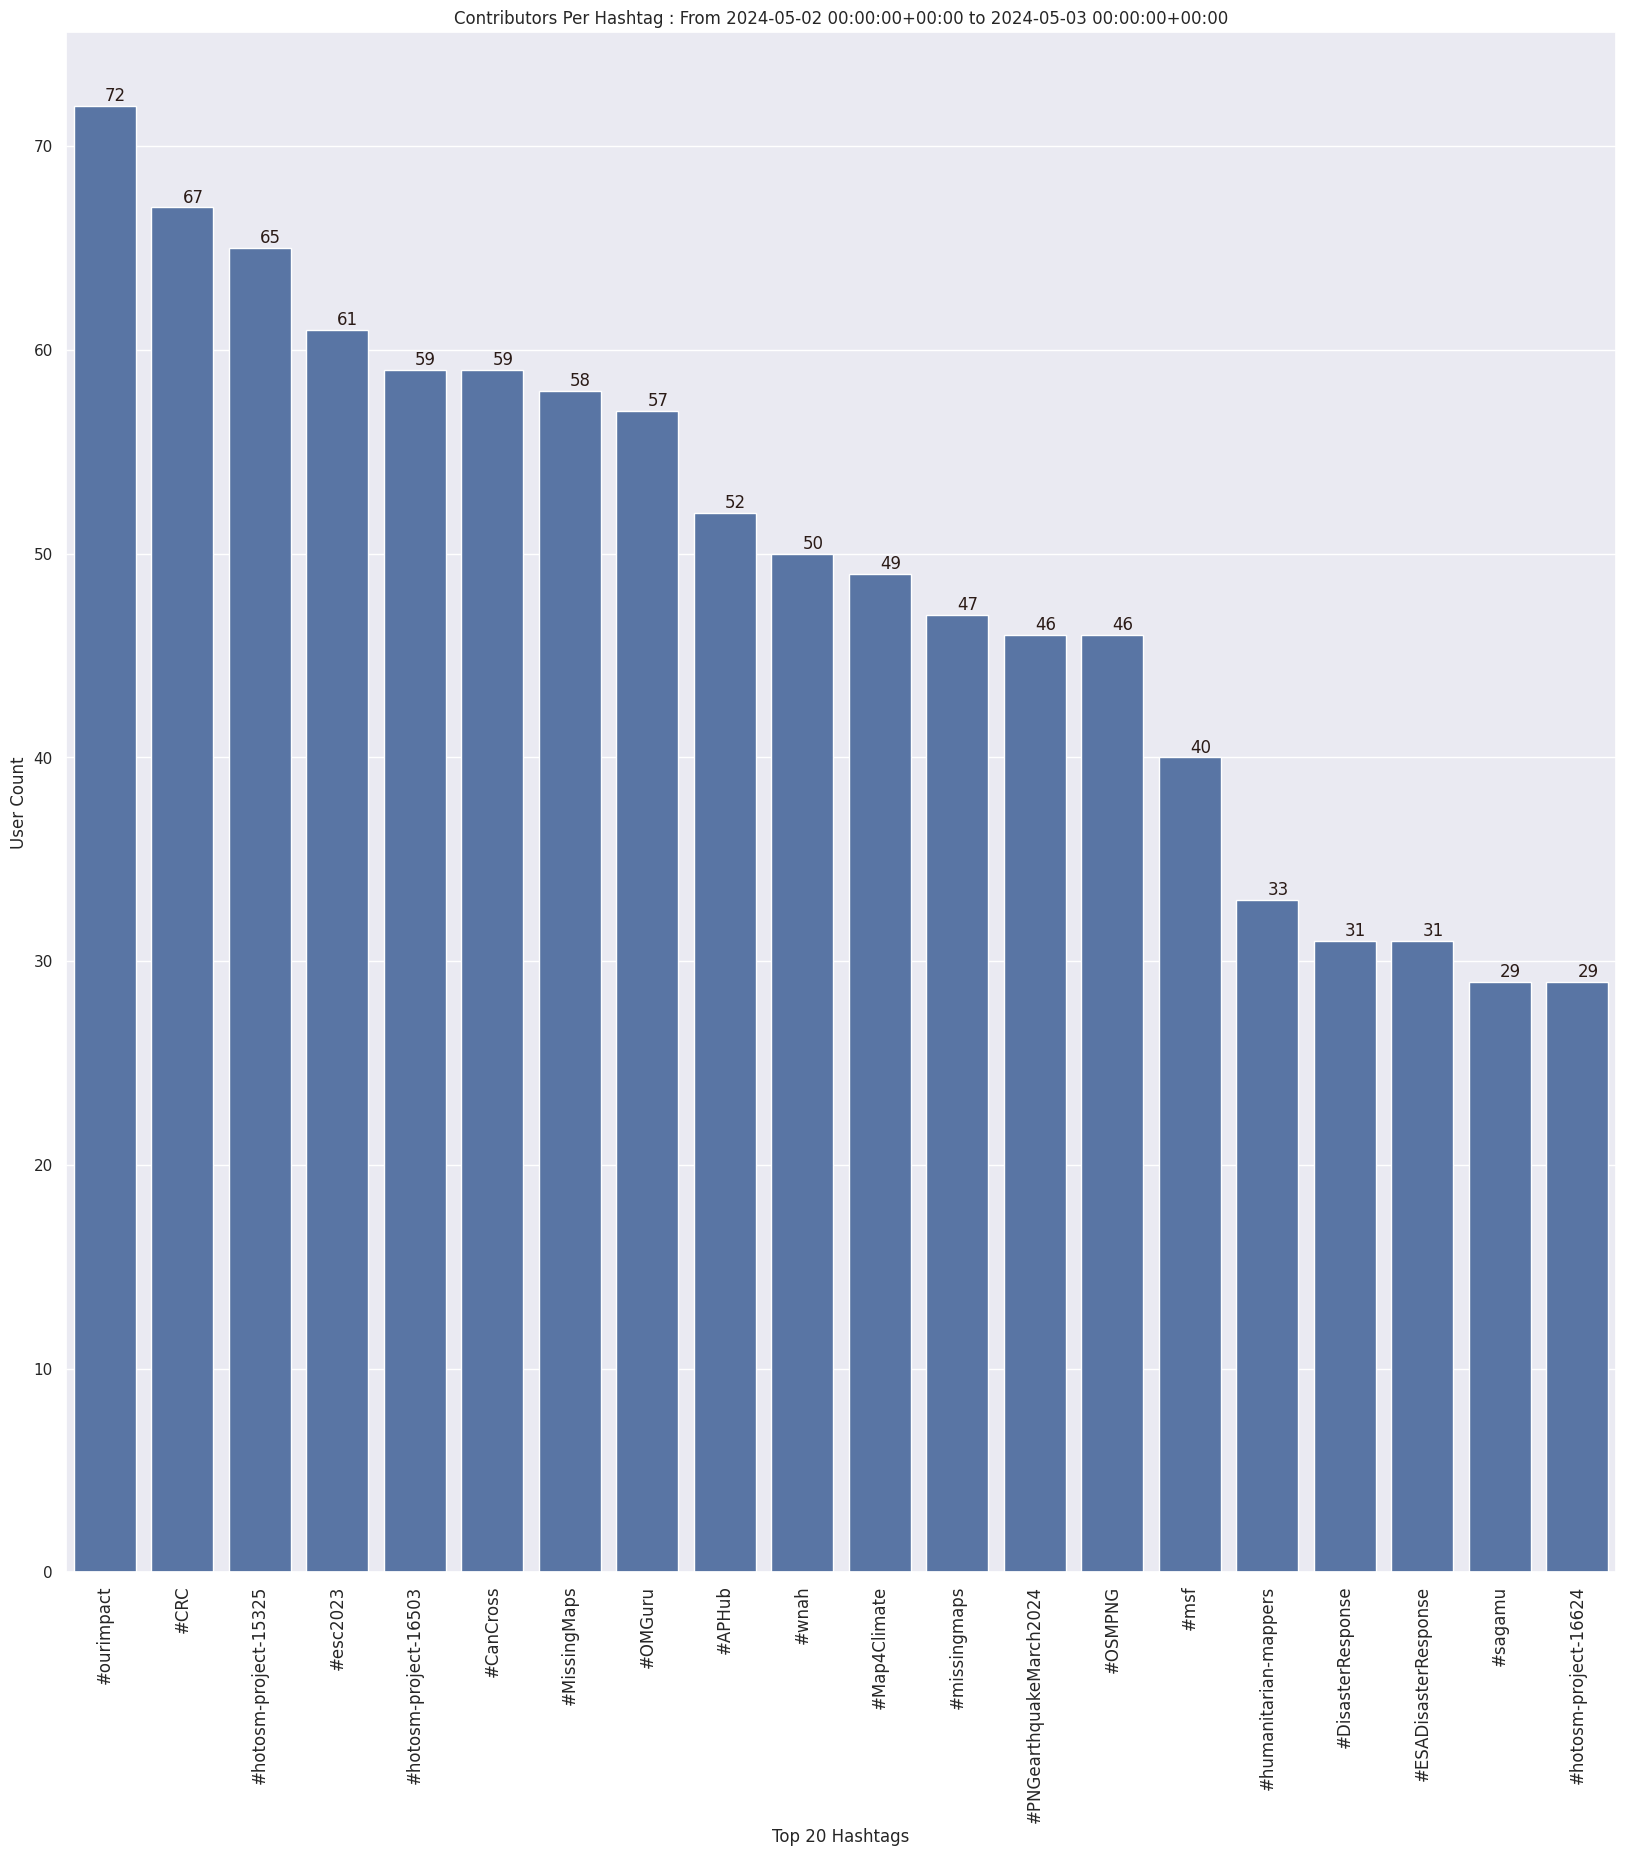 Contributors Per Hashtag : From 2024-05-02 00:00:00+00:00 to 2024-05-03 00:00:00+00:00
User Count
70
60
50
40
30
20
10
0
72
67
65
61
59
59
58
57
52
50
49
47
46
46
40
33
31
31
29
29
#ourimpact
#CRC
#hotosm-project-15325
#esc2023
#hotosm-project-16503
#CanCross
#MissingMaps
#OMGuru
#APHub
#wnah
#Map4Climate
#missingmaps
#PNGearthquakeMarch2024
#OSMPNG
#msf
#humanitarian-mappers
#DisasterResponse
#ESADisasterResponse
#sagamu
#hotosm-project-16624
Top 20 Hashtags